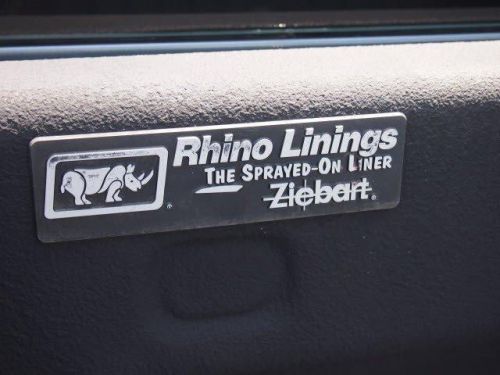 Rhino Linings
THE SPRAYED-ON LINER
Ziebart®
®